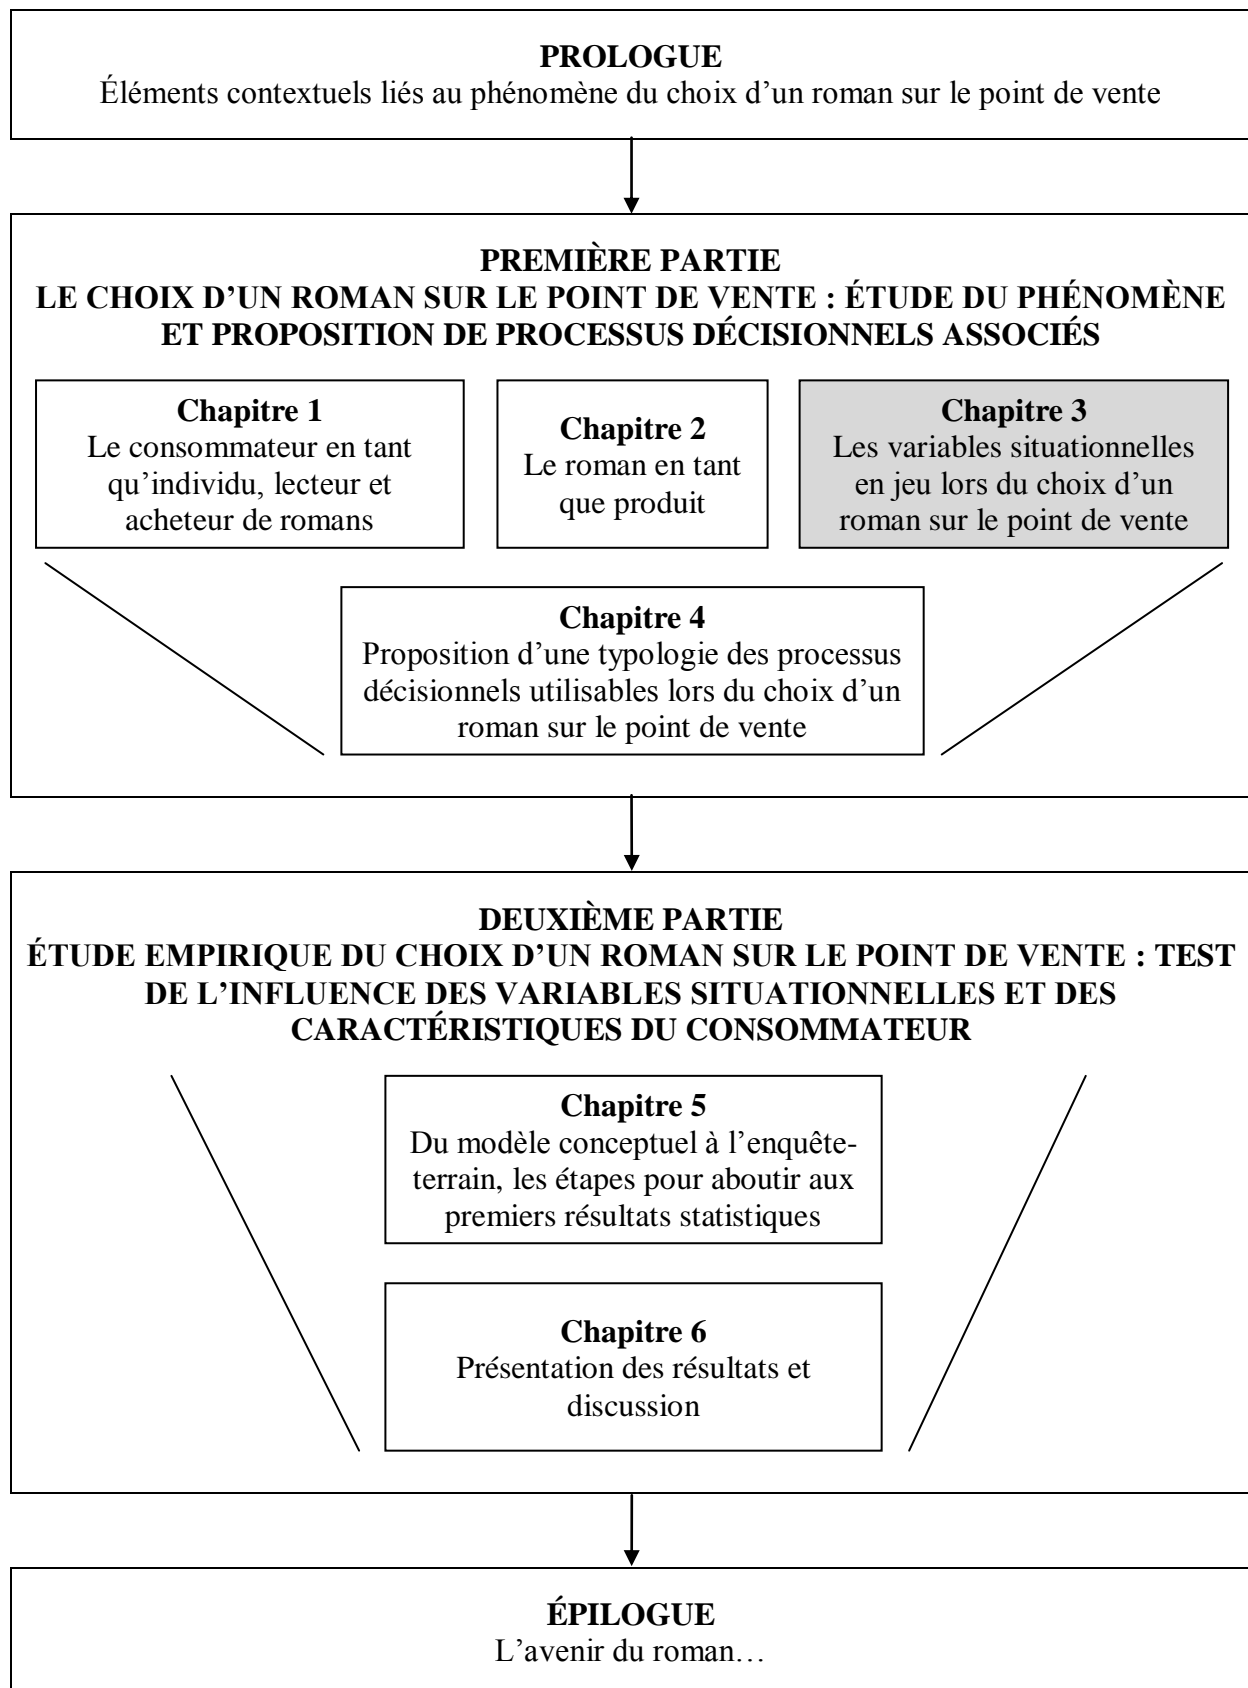 PROLOGUE
Éléments contextuels liés au phénomène du choix d’un roman sur le point de vente
PREMIÈRE PARTIE
LE CHOIX D’UN ROMAN SUR LE POINT DE VENTE : ÉTUDE DU PHÉNOMÈNE
ET PROPOSITION DE PROCESSUS DÉCISIONNELS ASSOCIÉS
Chapitre 1
Le consommateur en tant
qu’individu, lecteur et
acheteur de romans
Chapitre 2
Le roman en tant
que produit
Chapitre 3
Les variables situationnelles
en jeu lors du choix d’un
roman sur le point de vente
Chapitre 4
Proposition d’une typologie des processus
décisionnels utilisables lors du choix d’un
roman sur le point de vente
DEUXIÈME PARTIE
ÉTUDE EMPIRIQUE DU CHOIX D’UN ROMAN SUR LE POINT DE VENTE : TEST
DE L’INFLUENCE DES VARIABLES SITUATIONNELLES ET DES
CARACTÉRISTIQUES DU CONSOMMATEUR
Chapitre 5
Du modèle conceptuel à l’enquête-
terrain, les étapes pour aboutir aux
premiers résultats statistiques
Chapitre 6
Présentation des résultats et
discussion
ÉPILOGUE
L’avenir du roman…